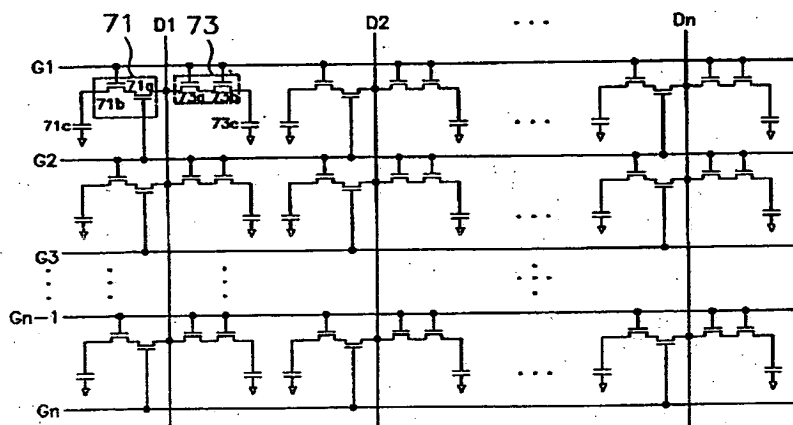 71 D1 73 D2 ... Dn
G1
71a
71b 73a 73b
71c 73c
...
G2
...
G3
Gn-1
...
Gn